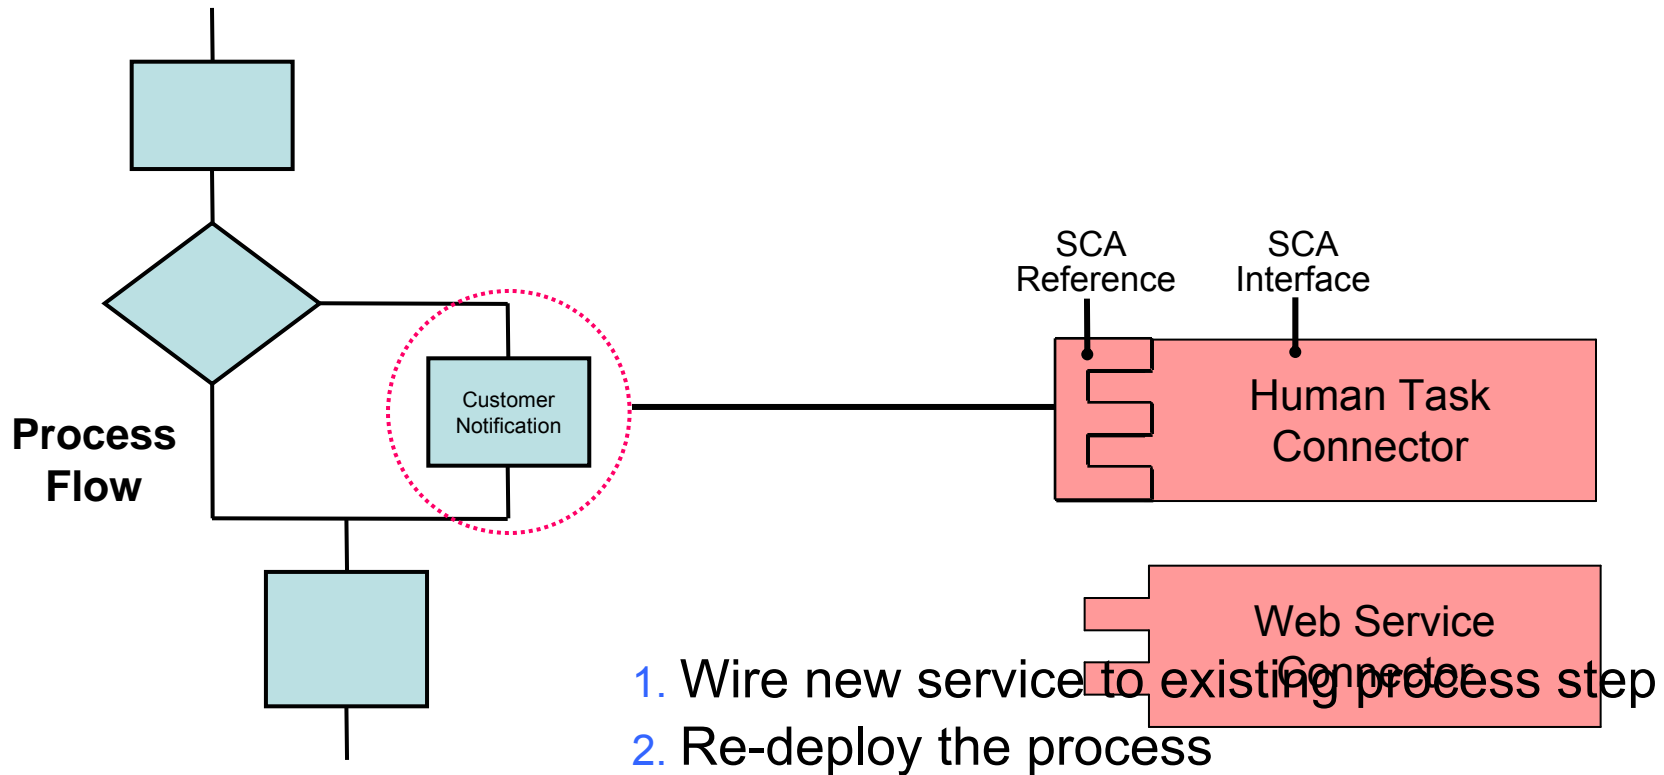 SCA
Reference
SCA
Interface
Customer
Notification
Human Task
Connector
Process
Flow
Web Service
Connector
1. Wire new service to existing process step
2. Re-deploy the process